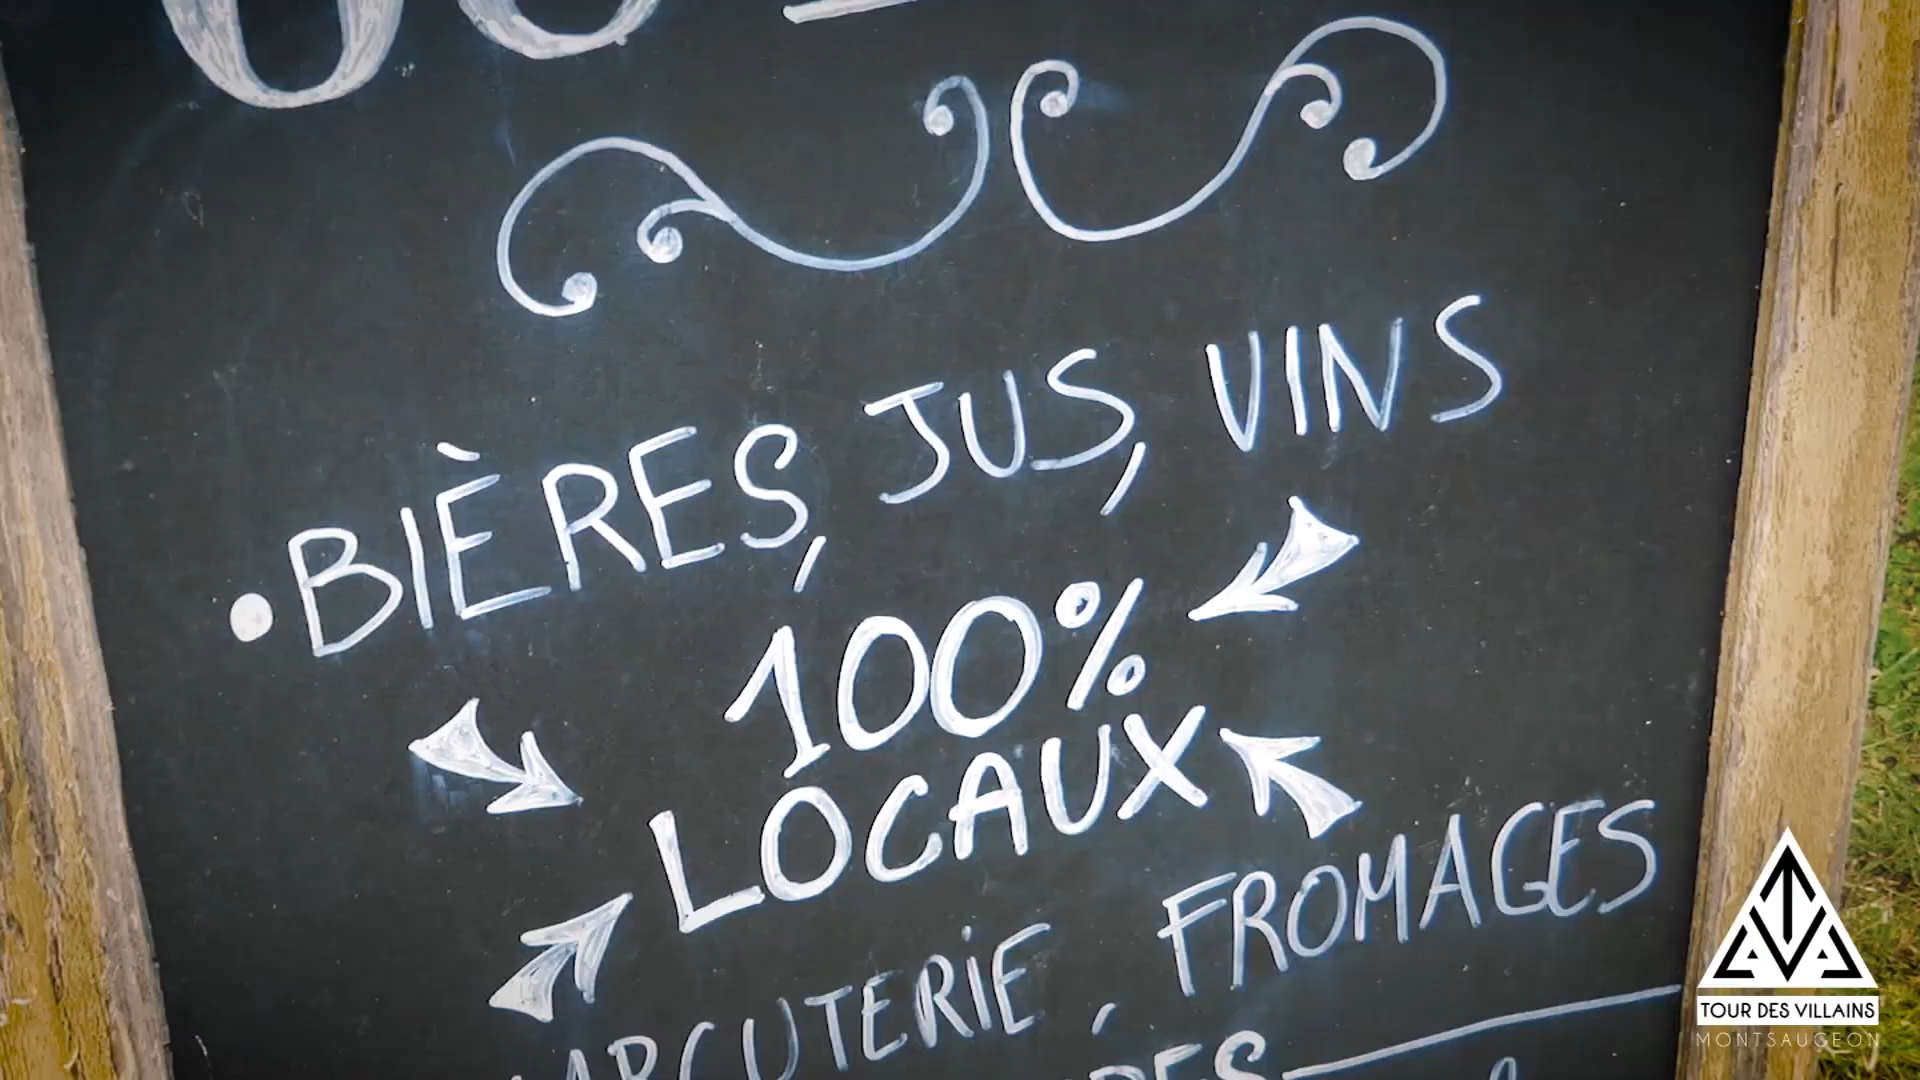 • BIÈRES, JUS, VINS
100%
LOCAUX
FROMAGES
TOUR DES VILLAINS
MONTSAUGEON